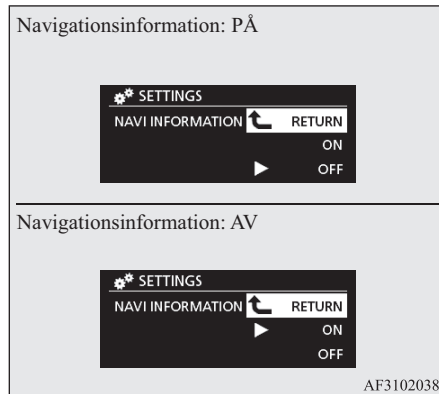 Navigationsinformation: PÅ
SETTINGS
NAVI INFORMATION RETURN
ON
OFF
Navigationsinformation: AV
SETTINGS
NAVI INFORMATION RETURN
ON
OFF
AF3102038